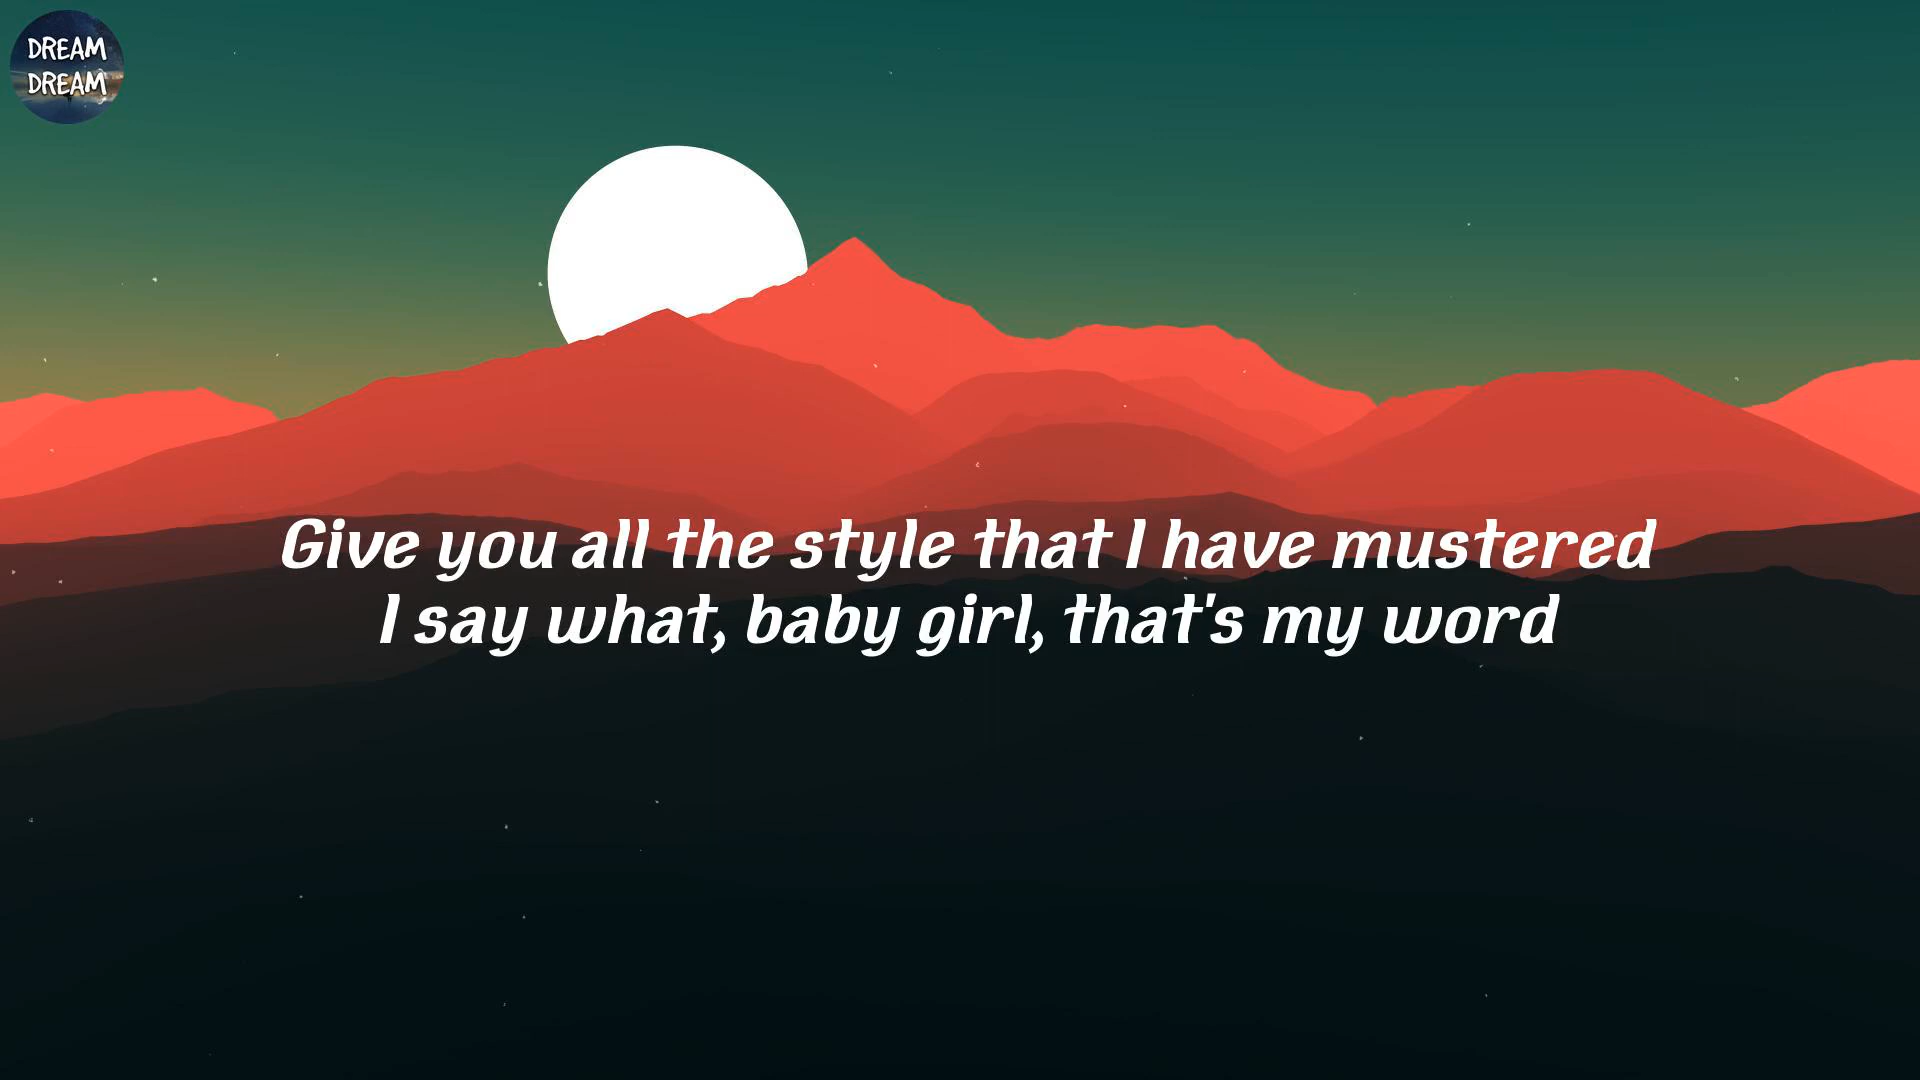 DREAM
DREAM
Give you all the style that I have mustered
I say what, baby girl, that's my word